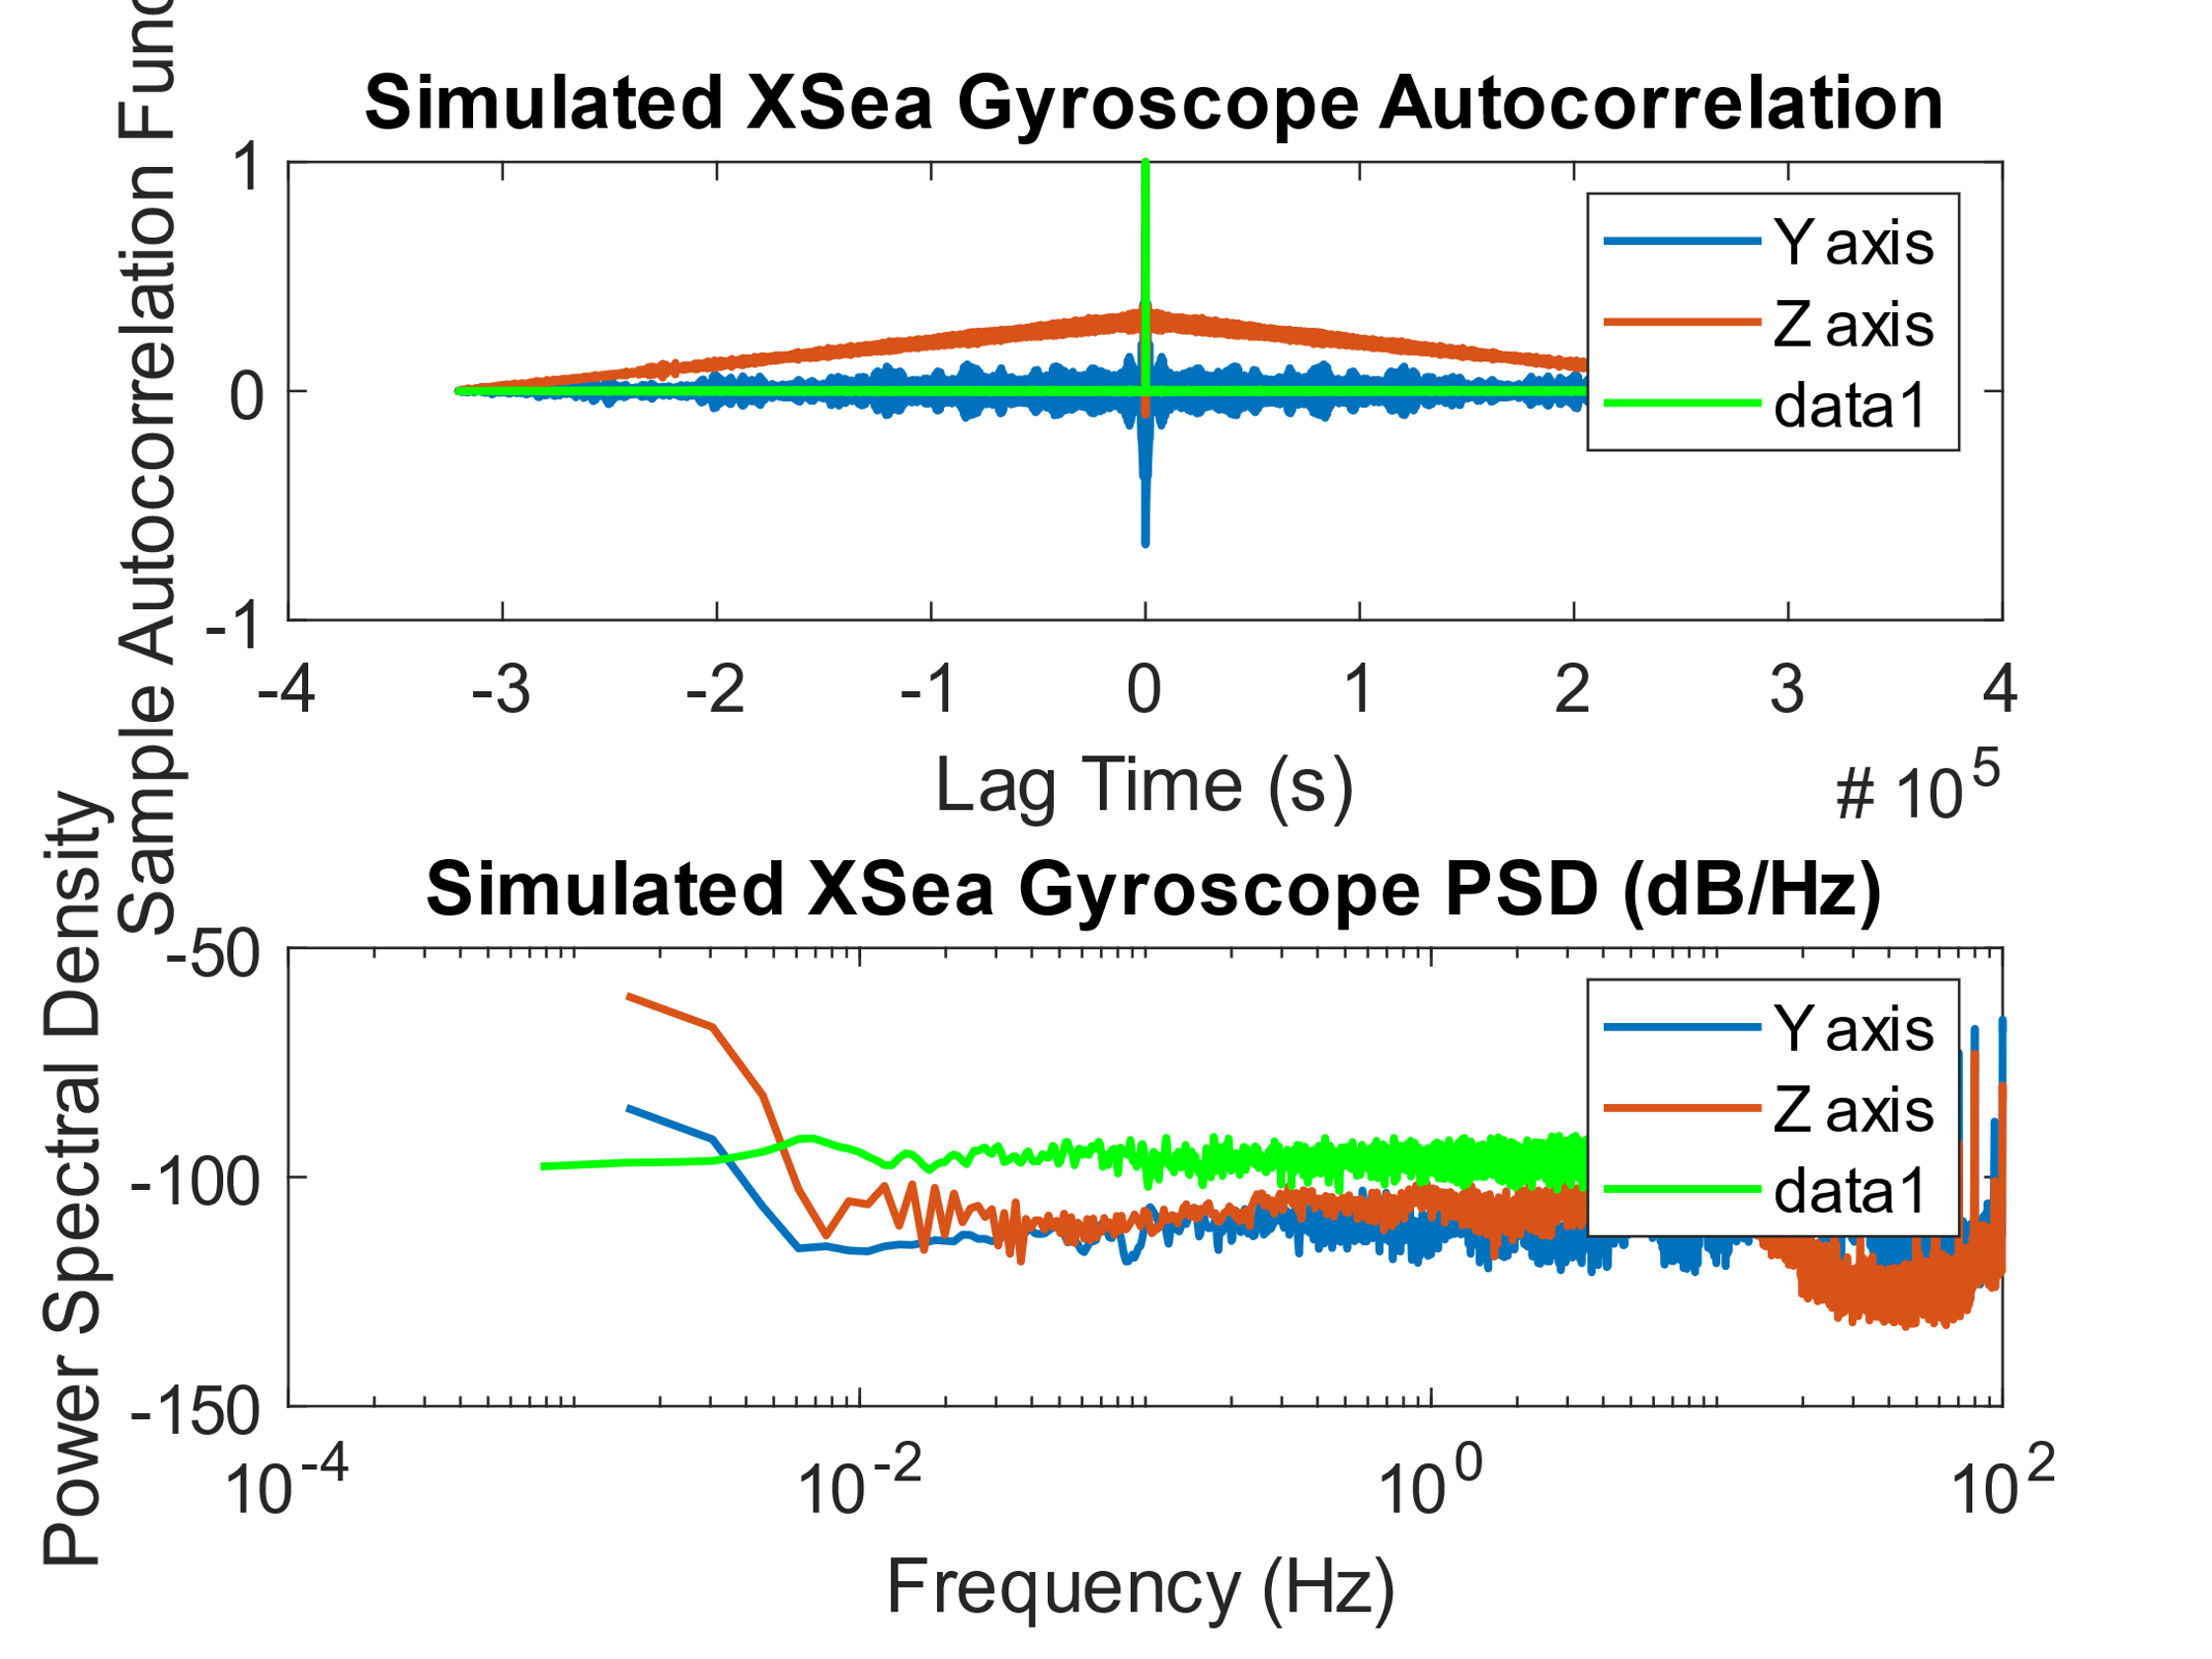 Simulated XSea Gyroscope Autocorrelation
Sample Autocorrelation
1
0
-1
Y axis
Z axis
data1
-4 -3 -2 -1 0 1 2 3 4
Lag Time (s)
# 10^5
Simulated XSea Gyroscope PSD (dB/Hz)
Power Spectral Density
-50
-100
-150
Y axis
Z axis
data1
10^-4 10^-2 10^0 10^2
Frequency (Hz)